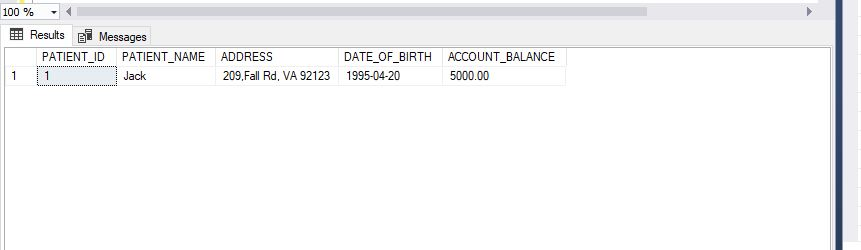 100 %
Results Messages
PATIENT_ID PATIENT_NAME ADDRESS DATE_OF_BIRTH ACCOUNT_BALANCE
1 1 Jack 209,Fall Rd, VA 92123 1995-04-20 5000.00